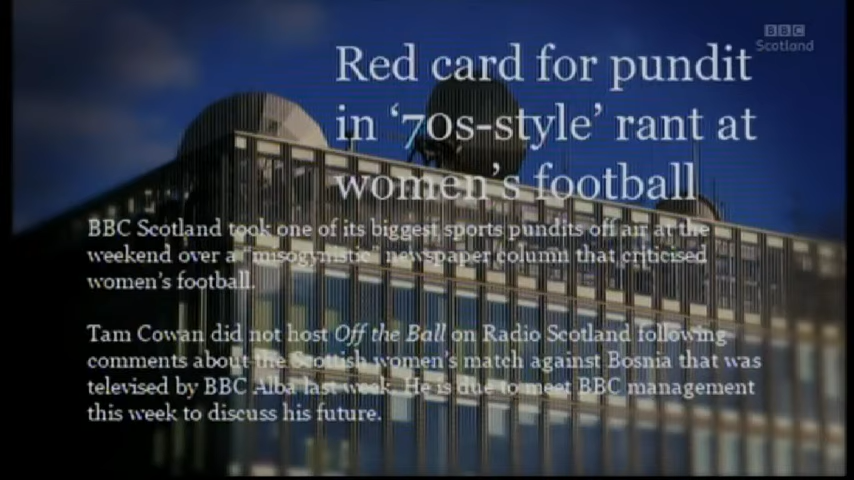 BBC
Scotland
Red card for pundit
in ‘70s-style’ rant at
women’s football
BBC Scotland took one of its biggest sports pundits off air at the
weekend over a “misogynistic” newspaper column that criticised
women’s football.
Tam Cowan did not host Off the Ball on Radio Scotland following
comments about the Scottish women’s match against Bosnia that was
televised by BBC Alba last week. He is due to meet BBC management
this week to discuss his future.